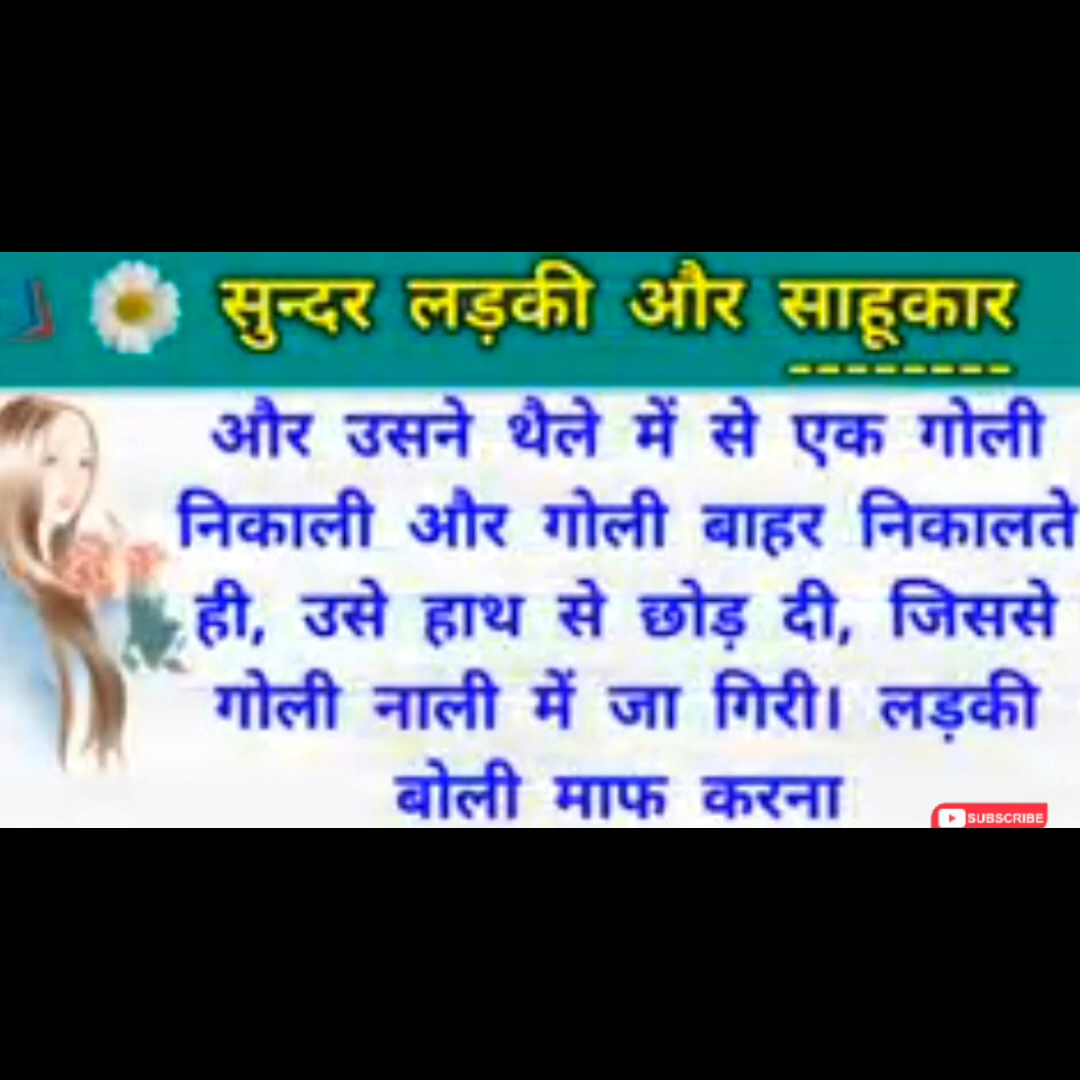 सुन्दर लड़की और साहूकार
और उसने थैले में से एक गोली
निकाली और गोली बाहर निकालते
ही, उसे हाथ से छोड़ दी, जिससे
गोली नाली में जा गिरी। लड़की
बोली माफ करना
SUBSCRIBE